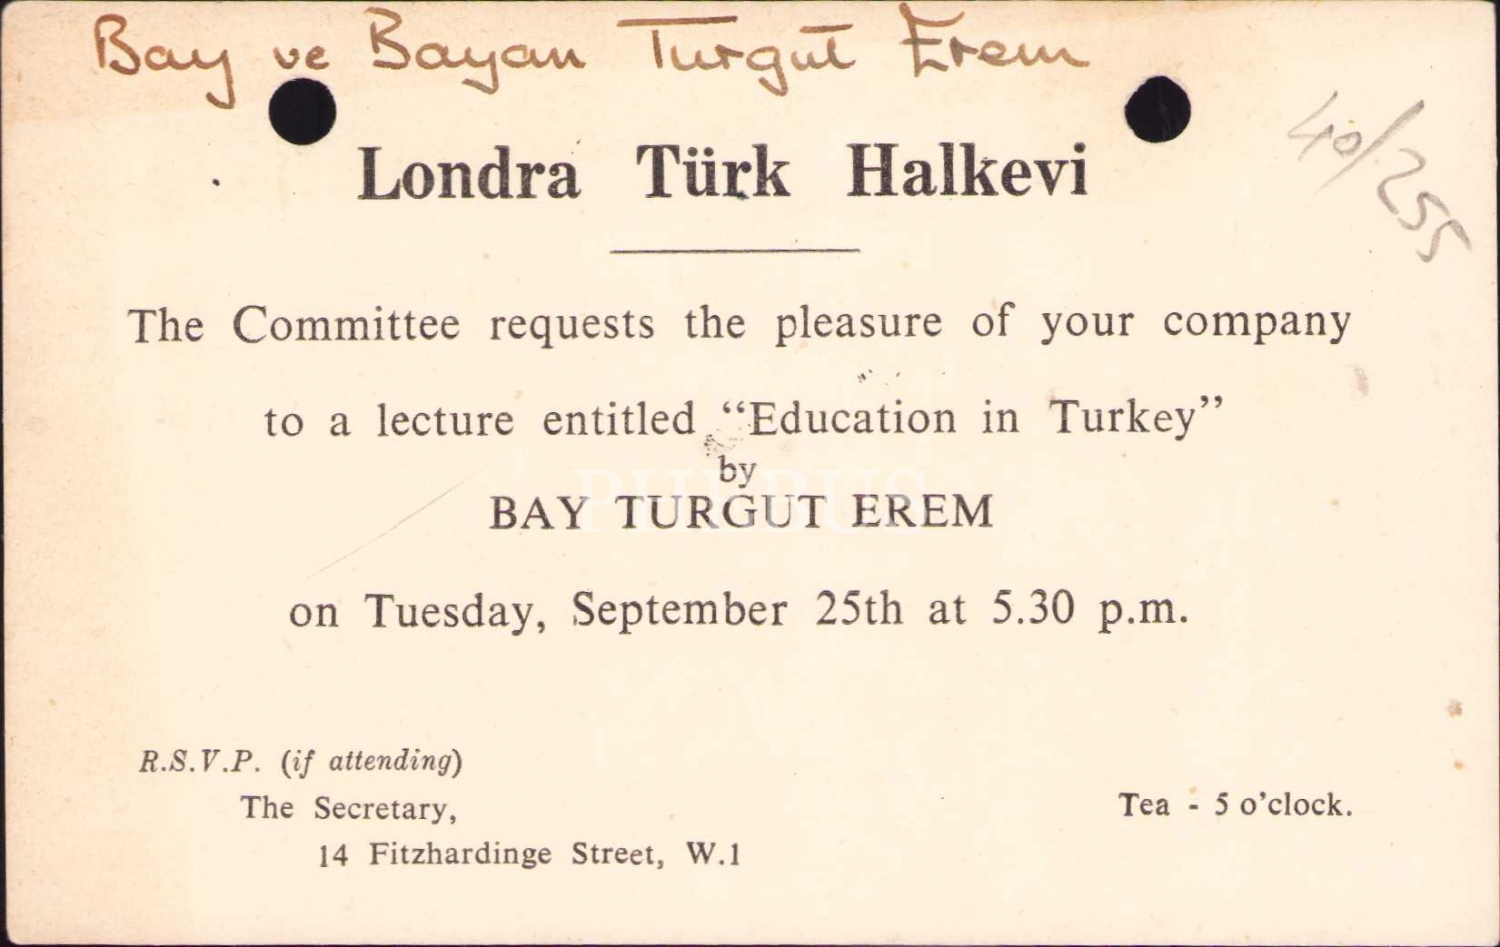 Bay ve Bayan Turgut Erem
40/255
Londra Türk Halkevi
The Committee requests the pleasure of your company
to a lecture entitled “Education in Turkey”
by
BAY TURGUT EREM
on Tuesday, September 25th at 5.30 p.m.
R.S.V.P. (if attending)
The Secretary,
14 Fitzhardinge Street, W.1
Tea - 5 o’clock.